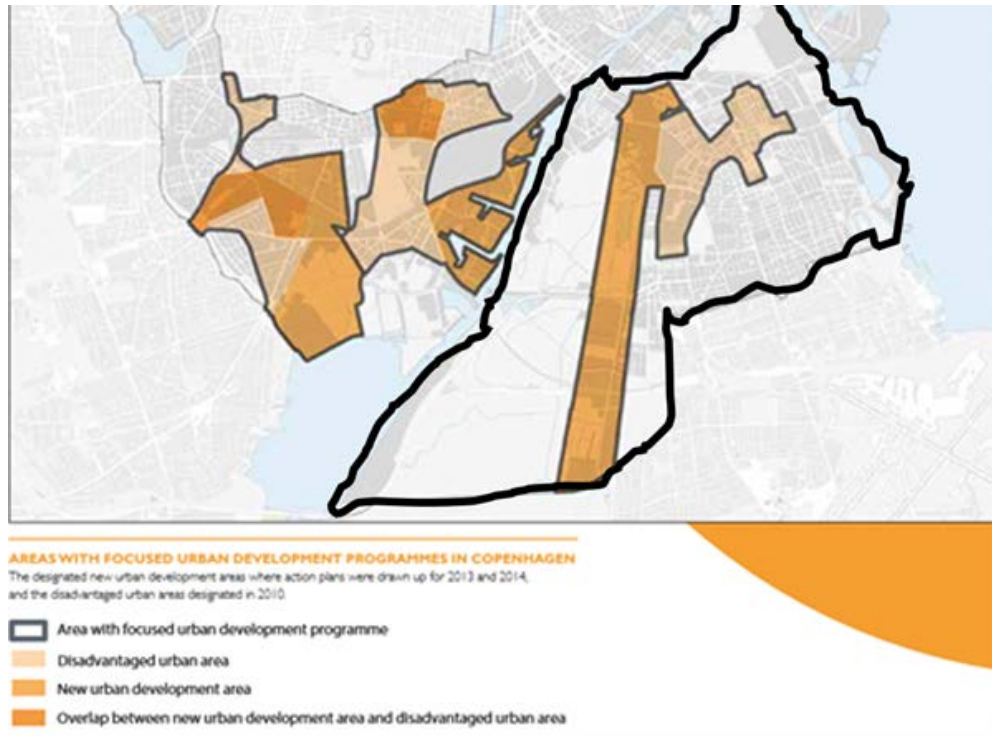 AREAS WITH FOCUSED URBAN DEVELOPMENT PROGRAMMES IN COPENHAGEN
The designated new urban development areas where action plans were drawn up for 2013 and 2014,
and the disadvantaged urban areas designated in 2010.
Area with focused urban development programme
Disadvantaged urban area
New urban development area
Overlap between new urban development area and disadvantaged urban area